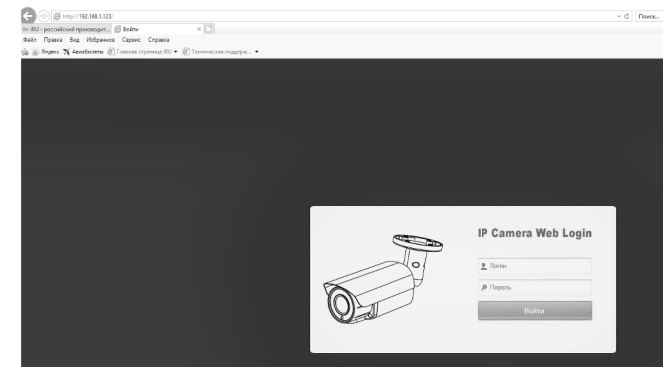 http://192.168.1.123/
Поиск...
IRU - российский производит...
Войти
Файл Правка Вид Избранное Сервис Справка
Яндекс Авиабилеты Главная страница IRU Техническая поддерж...
IP Camera Web Login
Логин
Пароль
Войти